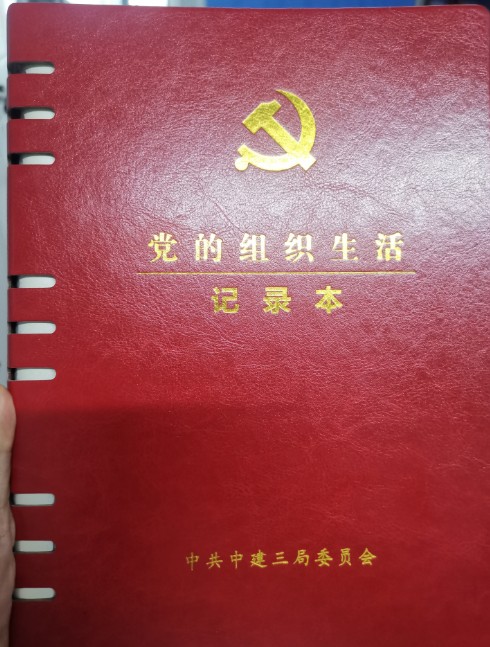 党的组织生活
记录本
中共中建三局委员会